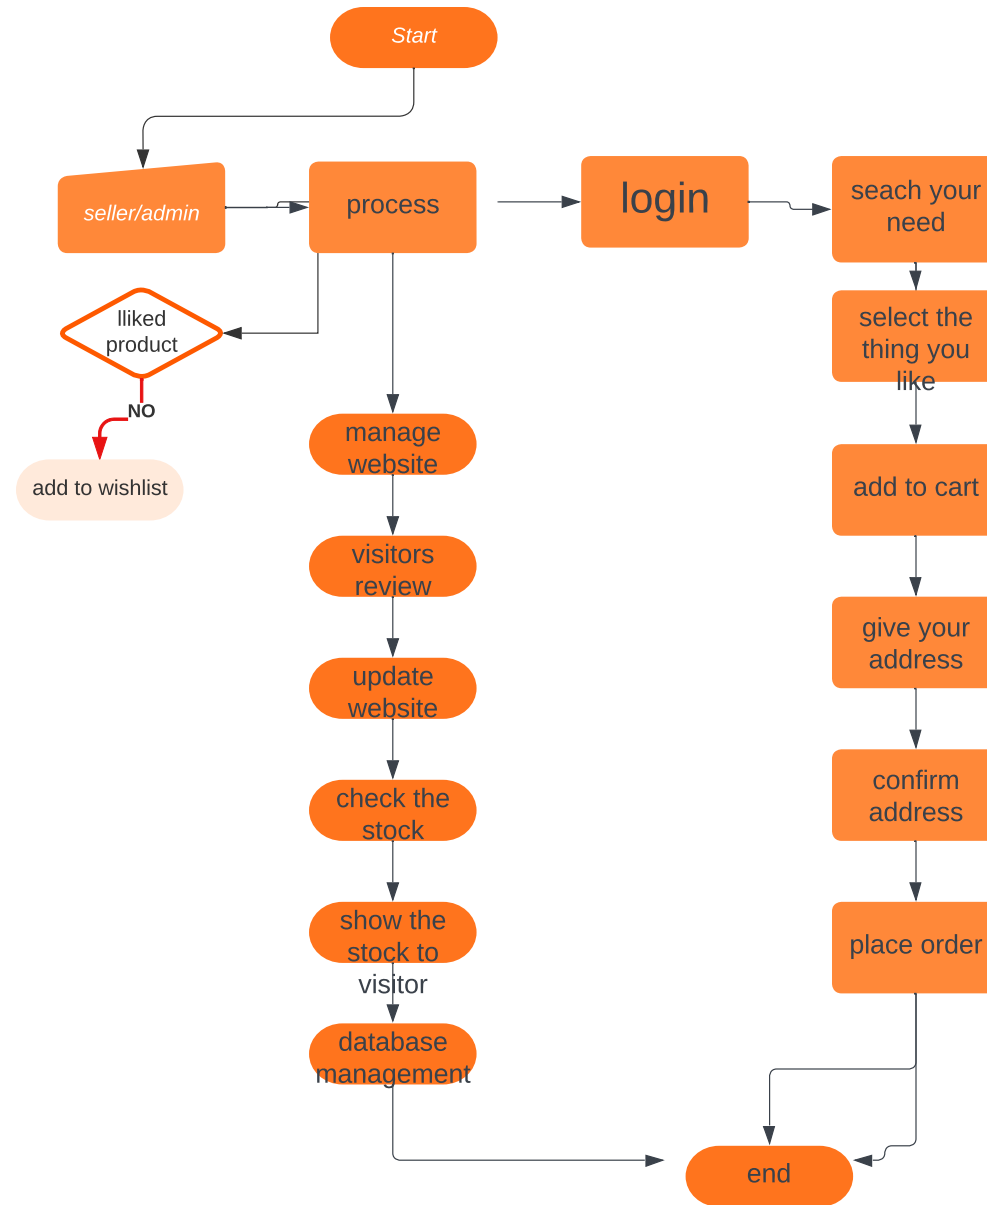 Start
seller/admin
process
login
seach your
need
lliked
product
NO
add to wishlist
select the
thing you
like
manage
website
add to cart
visitors
review
give your
address
update
website
check the
stock
confirm
address
show the
stock to
visitor
place order
database
management
end